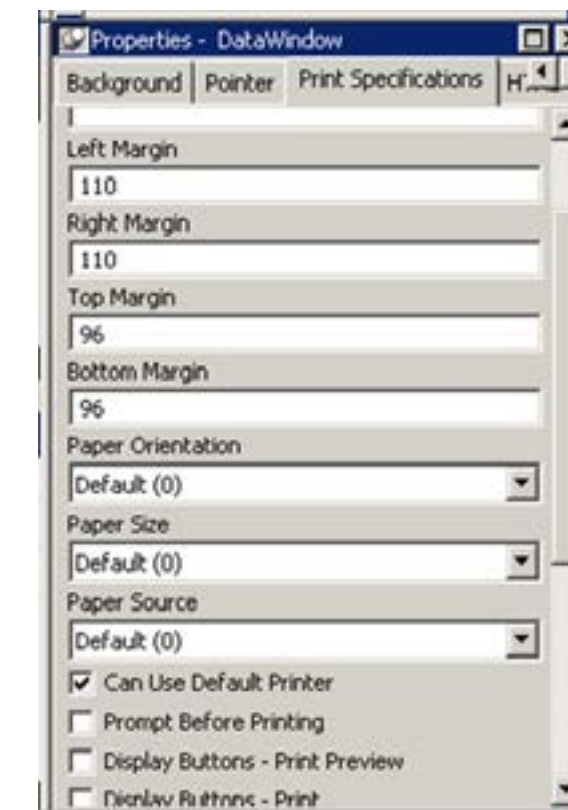 Properties - DataWindow
Background Pointer Print Specifications
Left Margin
110
Right Margin
110
Top Margin
96
Bottom Margin
96
Paper Orientation
Default (0)
Paper Size
Default (0)
Paper Source
Default (0)
Can Use Default Printer
Prompt Before Printing
Display Buttons - Print Preview
Display Buttons - Print